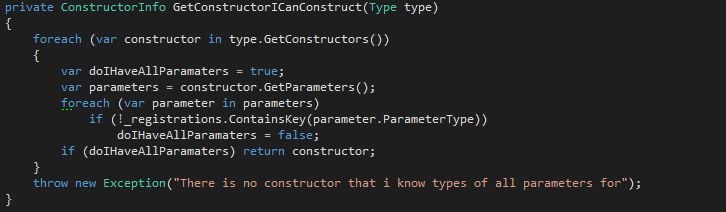 private ConstructorInfo GetConstructorICanConstruct(Type type)
{
    foreach (var constructor in type.GetConstructors())
    {
        var doIHaveAllParamaters = true;
        var parameters = constructor.GetParameters();
        foreach (var parameter in parameters)
            if (!_registrations.ContainsKey(parameter.ParameterType))
                doIHaveAllParamaters = false;
        if (doIHaveAllParamaters) return constructor;
    }
    throw new Exception("There is no constructor that i know types of all parameters for");
}